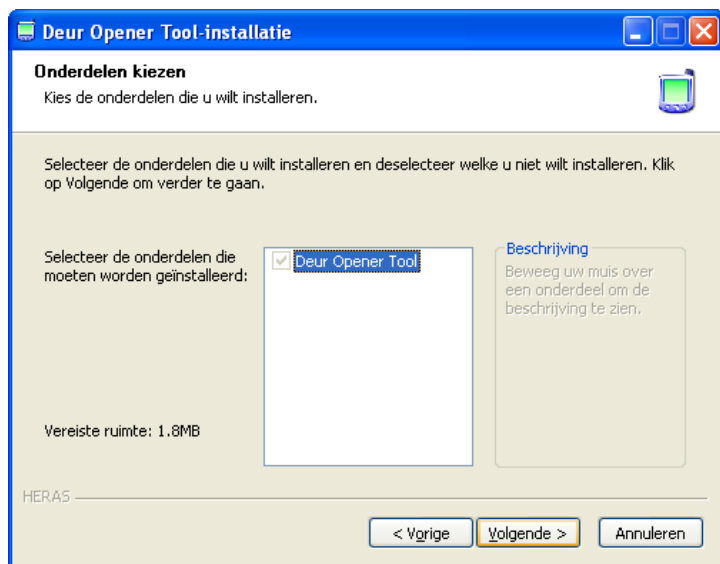 Deur Opener Tool-installatie
Onderdelen kiezen
Kies de onderdelen die u wilt installeren.
Selecteer de onderdelen die u wilt installeren en deselecteer welke u niet wilt installeren. Klik
op Volgende om verder te gaan.
Selecteer de onderdelen die
moeten worden geïnstalleerd:
Deur Opener Tool
Beschrijving
Beweeg uw muis over
een onderdeel om de
beschrijving te zien.
Vereiste ruimte: 1.8MB
HERAS
< Vorige
Volgende >
Annuleren